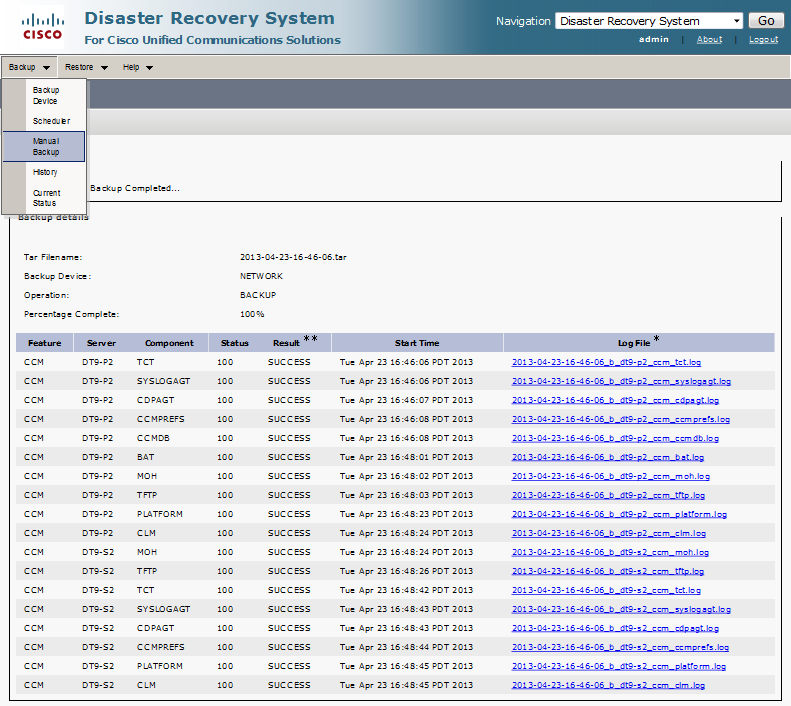 CISCO
Disaster Recovery System
For Cisco Unified Communications Solutions
Navigation Disaster Recovery System Go
admin | About | Logout
Backup Restore Help
Backup Device
Scheduler
Manual Backup
History
Current Status
Backup Completed...
Backup details
Tar Filename: 2013-04-23-16-46-06.tar
Backup Device: NETWORK
Operation: BACKUP
Percentage Complete: 100%
Feature Server Component Status Result ** Start Time Log File *
CCM DT9-P2 TCT 100 SUCCESS Tue Apr 23 16:46:06 PDT 2013 2013-04-23-16-46-06_b_dt9-p2_ccm_tct.log
CCM DT9-P2 SYSLOGAGT 100 SUCCESS Tue Apr 23 16:46:06 PDT 2013 2013-04-23-16-46-06_b_dt9-p2_ccm_syslogagt.log
CCM DT9-P2 CDPAGT 100 SUCCESS Tue Apr 23 16:46:07 PDT 2013 2013-04-23-16-46-06_b_dt9-p2_ccm_cdpagt.log
CCM DT9-P2 CCMPREFS 100 SUCCESS Tue Apr 23 16:46:08 PDT 2013 2013-04-23-16-46-06_b_dt9-p2_ccm_ccmprefs.log
CCM DT9-P2 CCMDB 100 SUCCESS Tue Apr 23 16:46:08 PDT 2013 2013-04-23-16-46-06_b_dt9-p2_ccm_ccmdb.log
CCM DT9-P2 BAT 100 SUCCESS Tue Apr 23 16:48:01 PDT 2013 2013-04-23-16-46-06_b_dt9-p2_ccm_bat.log
CCM DT9-P2 MOH 100 SUCCESS Tue Apr 23 16:48:02 PDT 2013 2013-04-23-16-46-06_b_dt9-p2_ccm_moh.log
CCM DT9-P2 TFTP 100 SUCCESS Tue Apr 23 16:48:03 PDT 2013 2013-04-23-16-46-06_b_dt9-p2_ccm_tftp.log
CCM DT9-P2 PLATFORM 100 SUCCESS Tue Apr 23 16:48:23 PDT 2013 2013-04-23-16-46-06_b_dt9-p2_ccm_platform.log
CCM DT9-P2 CLM 100 SUCCESS Tue Apr 23 16:48:24 PDT 2013 2013-04-23-16-46-06_b_dt9-p2_ccm_clm.log
CCM DT9-S2 MOH 100 SUCCESS Tue Apr 23 16:48:24 PDT 2013 2013-04-23-16-46-06_b_dt9-s2_ccm_moh.log
CCM DT9-S2 TFTP 100 SUCCESS Tue Apr 23 16:48:26 PDT 2013 2013-04-23-16-46-06_b_dt9-s2_ccm_tftp.log
CCM DT9-S2 TCT 100 SUCCESS Tue Apr 23 16:48:42 PDT 2013 2013-04-23-16-46-06_b_dt9-s2_ccm_tct.log
CCM DT9-S2 SYSLOGAGT 100 SUCCESS Tue Apr 23 16:48:43 PDT 2013 2013-04-23-16-46-06_b_dt9-s2_ccm_syslogagt.log
CCM DT9-S2 CDPAGT 100 SUCCESS Tue Apr 23 16:48:43 PDT 2013 2013-04-23-16-46-06_b_dt9-s2_ccm_cdpagt.log
CCM DT9-S2 CCMPREFS 100 SUCCESS Tue Apr 23 16:48:44 PDT 2013 2013-04-23-16-46-06_b_dt9-s2_ccm_ccmprefs.log
CCM DT9-S2 PLATFORM 100 SUCCESS Tue Apr 23 16:48:45 PDT 2013 2013-04-23-16-46-06_b_dt9-s2_ccm_platform.log
CCM DT9-S2 CLM 100 SUCCESS Tue Apr 23 16:48:45 PDT 2013 2013-04-23-16-46-06_b_dt9-s2_ccm_clm.log